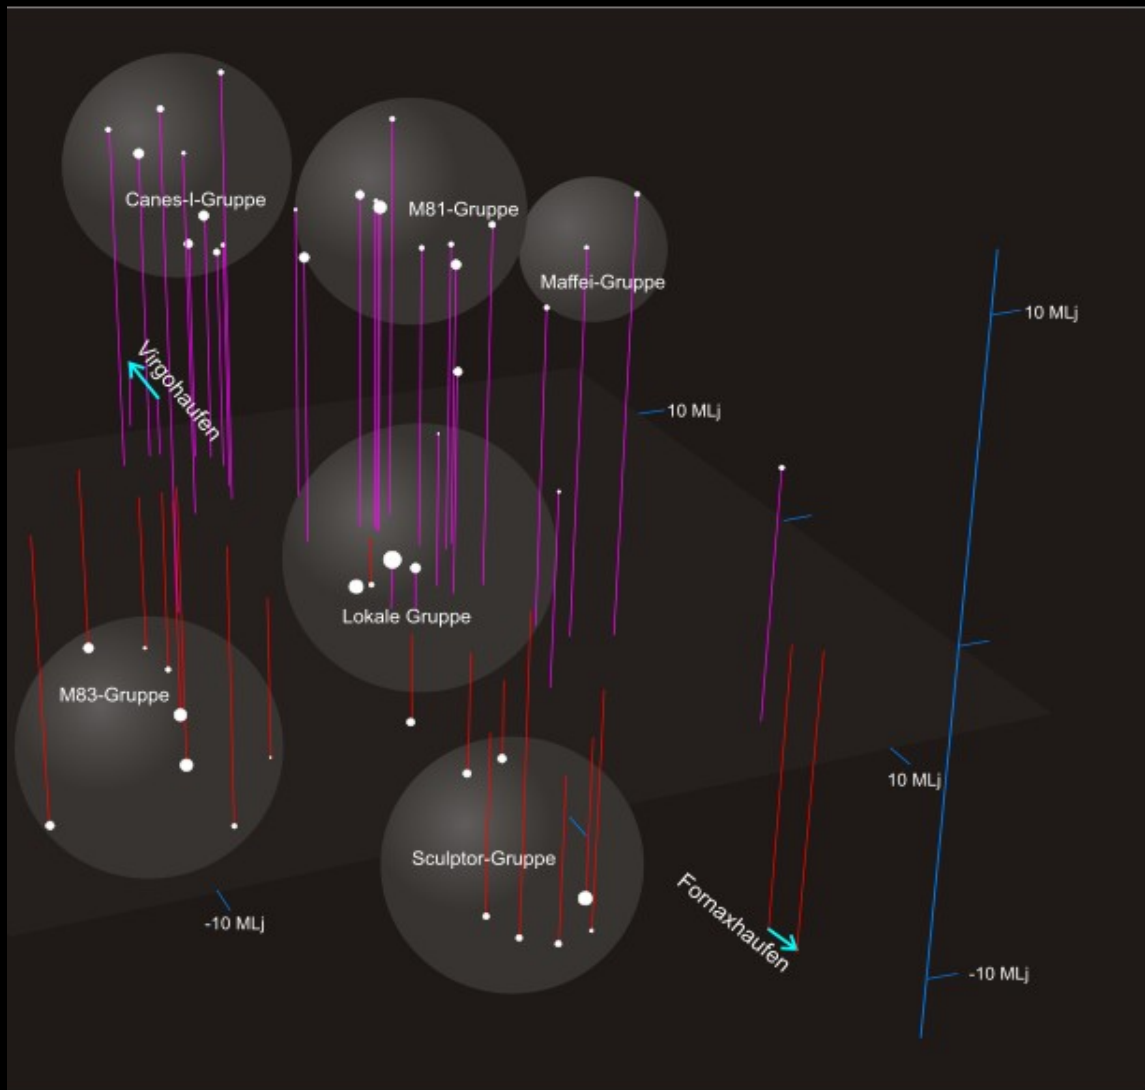 Canes-I-Gruppe
M81-Gruppe
Maffei-Gruppe
10 MLj
Virgohaufen
10 MLj
Lokale Gruppe
M83-Gruppe
10 MLj
Sculptor-Gruppe
Fornaxhaufen
-10 MLj
-10 MLj